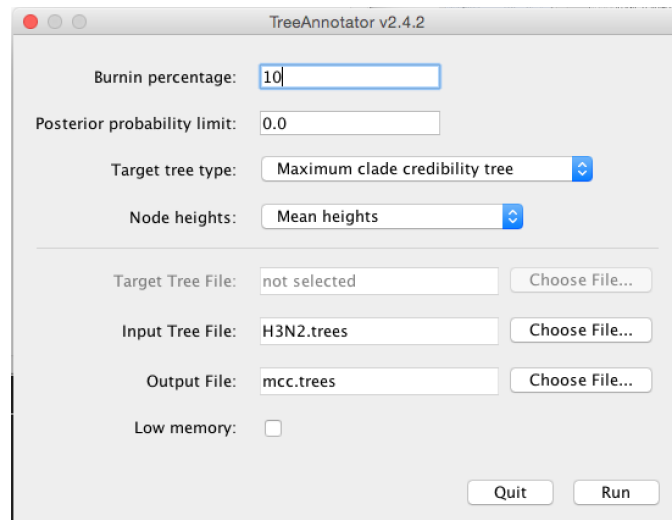 TreeAnnotator v2.4.2
Burnin percentage: 10
Posterior probability limit: 0.0
Target tree type: Maximum clade credibility tree
Node heights: Mean heights
Target Tree File: not selected Choose File...
Input Tree File: H3N2.trees Choose File...
Output File: mcc.trees Choose File...
Low memory:
Quit Run